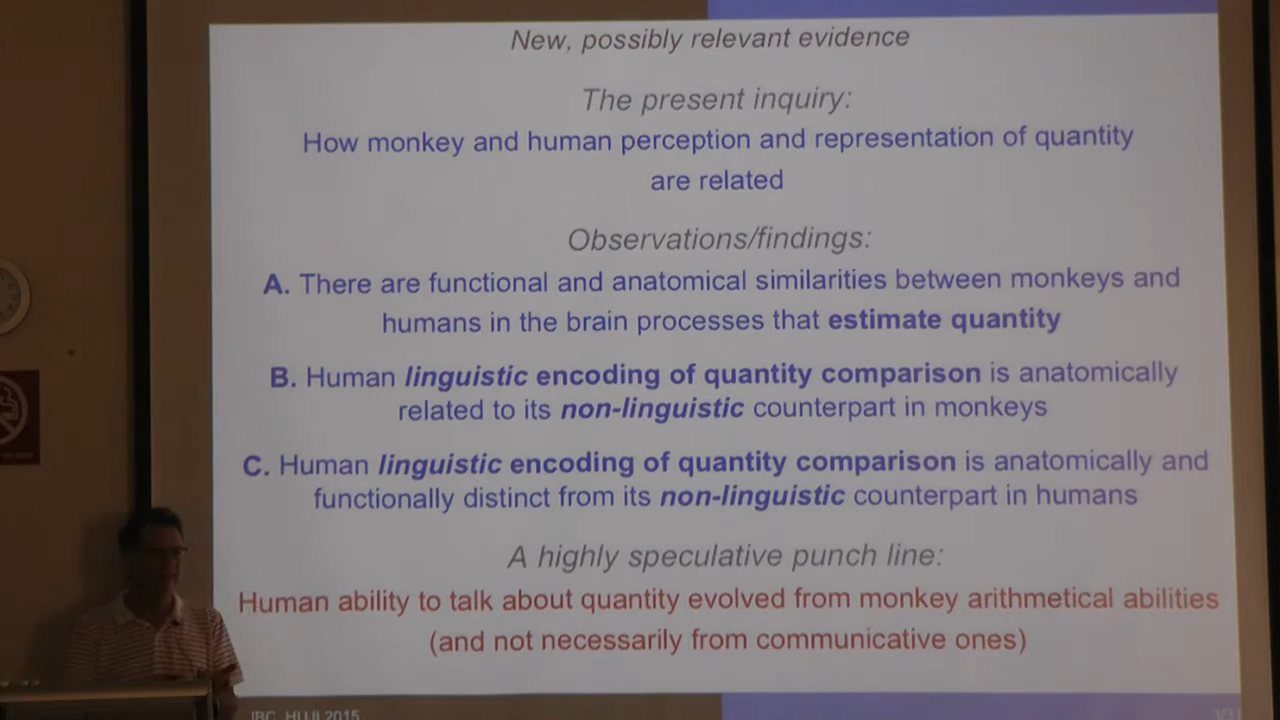 New, possibly relevant evidence
The present inquiry:
How monkey and human perception and representation of quantity
are related
Observations/findings:
A. There are functional and anatomical similarities between monkeys and
humans in the brain processes that estimate quantity
B. Human linguistic encoding of quantity comparison is anatomically
related to its non-linguistic counterpart in monkeys
C. Human linguistic encoding of quantity comparison is anatomically and
functionally distinct from its non-linguistic counterpart in humans
A highly speculative punch line:
Human ability to talk about quantity evolved from monkey arithmetical abilities
(and not necessarily from communicative ones)
HUJI 2015